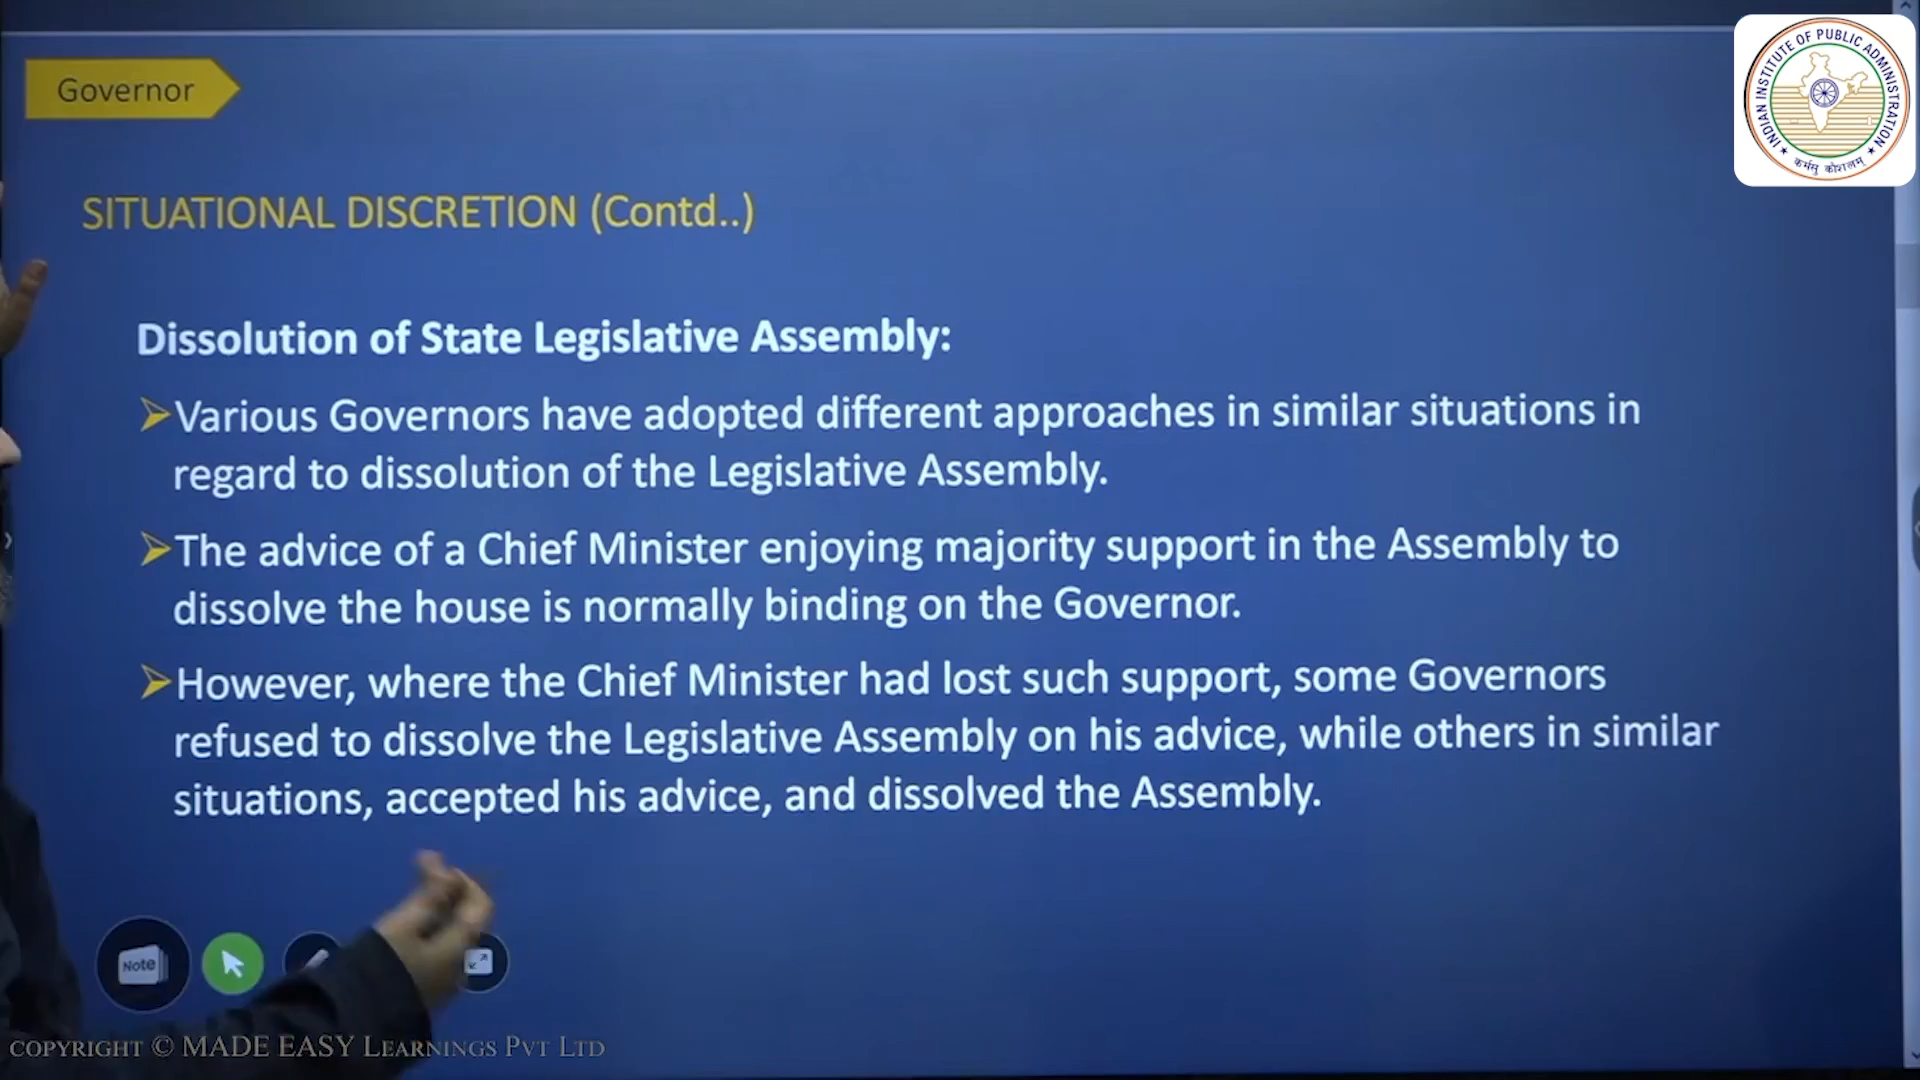 Governor
INDIAN INSTITUTE OF PUBLIC ADMINISTRATION
कर्मसु कौशलम्
SITUATIONAL DISCRETION (Contd..)
Dissolution of State Legislative Assembly:
➤Various Governors have adopted different approaches in similar situations in
regard to dissolution of the Legislative Assembly.
➤The advice of a Chief Minister enjoying majority support in the Assembly to
dissolve the house is normally binding on the Governor.
➤However, where the Chief Minister had lost such support, some Governors
refused to dissolve the Legislative Assembly on his advice, while others in similar
situations, accepted his advice, and dissolved the Assembly.
Note
COPYRIGHT © MADE EASY LEARNINGS PVT LTD